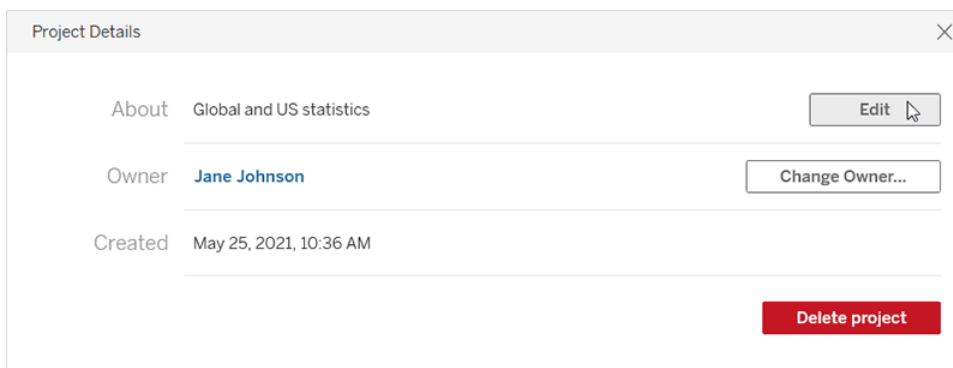 Project Details
About Global and US statistics Edit
Owner Jane Johnson Change Owner...
Created May 25, 2021, 10:36 AM
Delete project